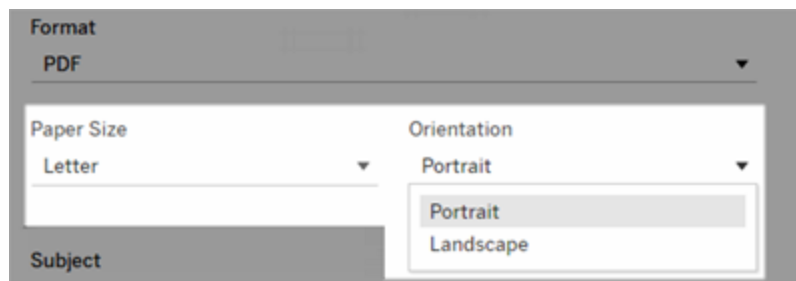 Format
PDF
Paper Size
Letter
Orientation
Portrait
Portrait
Landscape
Subject